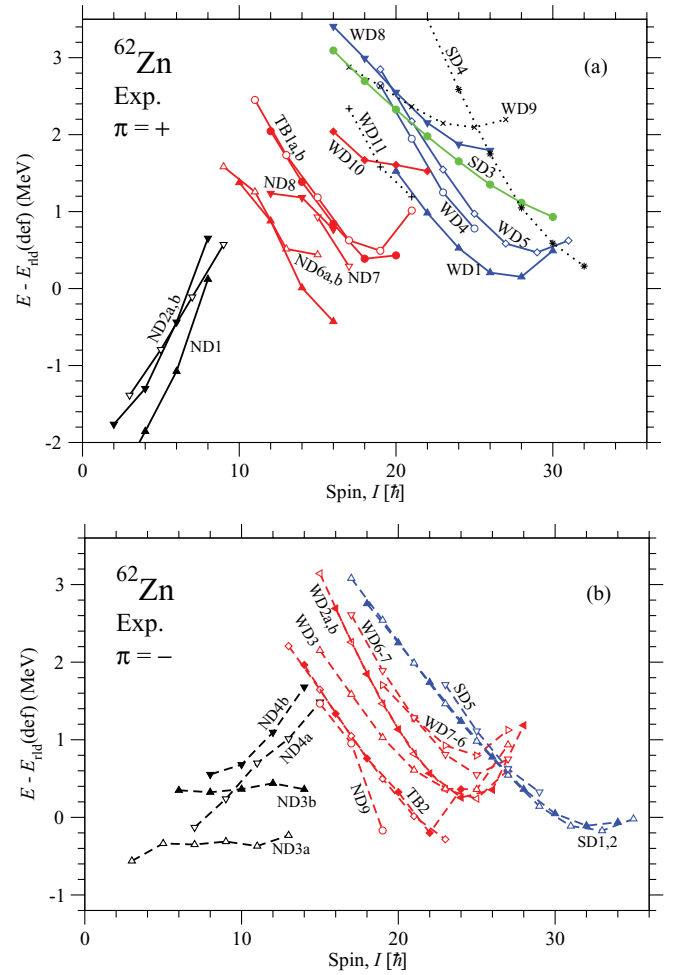 (a)
⁶²Zn
Exp.
π = +
WD8
SD4
WD9
TB1a,b
WD11
WD10
SD3
ND8
WD4
WD5
ND7
WD1
ND6a,b
ND2a,b
ND1
3
2
1
0
-1
-2
E - E_rld(def) (MeV)
0 10 20 30
Spin, I [ħ]
(b)
⁶²Zn
Exp.
π = −
WD2a,b
WD6-7
WD3
SD5
ND4b
WD7-6
ND4a
ND3b
TB2
ND9
SD1,2
ND3a
3
2
1
0
-1
E - E_rld(def) (MeV)
0 10 20 30
Spin, I [ħ]